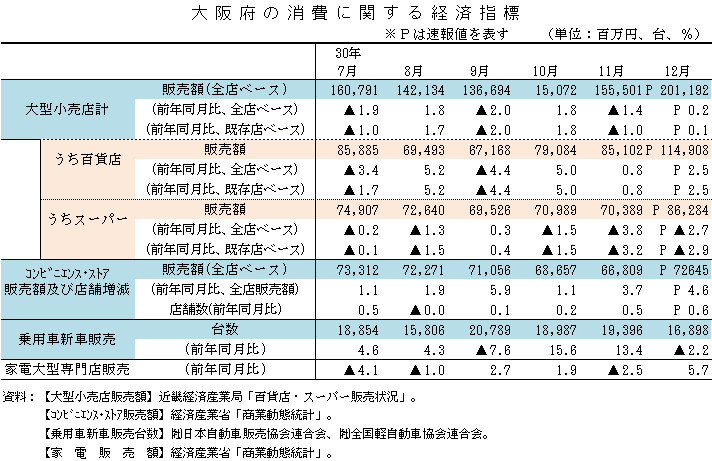 大阪府の消費に関する経済指標
※Ｐは速報値を表す （単位：百万円、台、％）
30年
7月 8月 9月 10月 11月 12月
大型小売店計 販売額(全店ベース) 160,791 142,134 136,694 15,072 155,501 P 201,192
(前年同月比、全店ベース) ▲1.9 1.8 ▲2.0 1.8 ▲1.4 P 0.2
(前年同月比、既存店ベース) ▲1.0 1.7 ▲2.0 1.8 ▲1.0 P 0.1
うち百貨店 販売額 85,885 69,493 67,168 79,084 85,102 P 114,908
(前年同月比、全店ベース) ▲3.4 5.2 ▲4.4 5.0 0.8 P 2.5
(前年同月比、既存店ベース) ▲1.7 5.2 ▲4.4 5.0 0.8 P 2.5
うちスーパー 販売額 74,907 72,640 69,526 70,989 70,389 P 86,284
(前年同月比、全店ベース) ▲0.2 ▲1.3 0.3 ▲1.5 ▲3.8 P ▲2.7
(前年同月比、既存店ベース) ▲0.1 ▲1.5 0.4 ▲1.5 ▲3.2 P ▲2.9
ｺﾝﾋﾞﾆｴﾝｽ･ｽﾄｱ 販売額(全店ベース) 73,312 72,271 71,056 68,657 66,809 P 72645
販売額及び店舗増減 (前年同月比、全店販売額) 1.1 1.9 5.9 1.1 3.7 P 4.6
店舗数(前年同月比) 0.6 ▲0.0 0.1 0.2 0.5 P 0.6
乗用車新車販売 台数 18,854 15,806 20,789 18,987 19,396 16,898
(前年同月比) 4.6 4.3 ▲7.6 15.6 13.4 ▲2.2
家電大型専門店販売 (前年同月比) ▲4.1 ▲1.0 2.7 1.9 ▲2.5 5.7
資料：【大型小売店販売額】近畿経済産業局「百貨店・スーパー販売状況」。
【ｺﾝﾋﾞﾆｴﾝｽ･ｽﾄｱ販売額】経済産業省「商業動態統計」。
【乗用車新車販売台数】㈳日本自動車販売協会連合会、㈳全国軽自動車協会連合会。
【家　電　販　売　額】経済産業省「商業動態統計」。